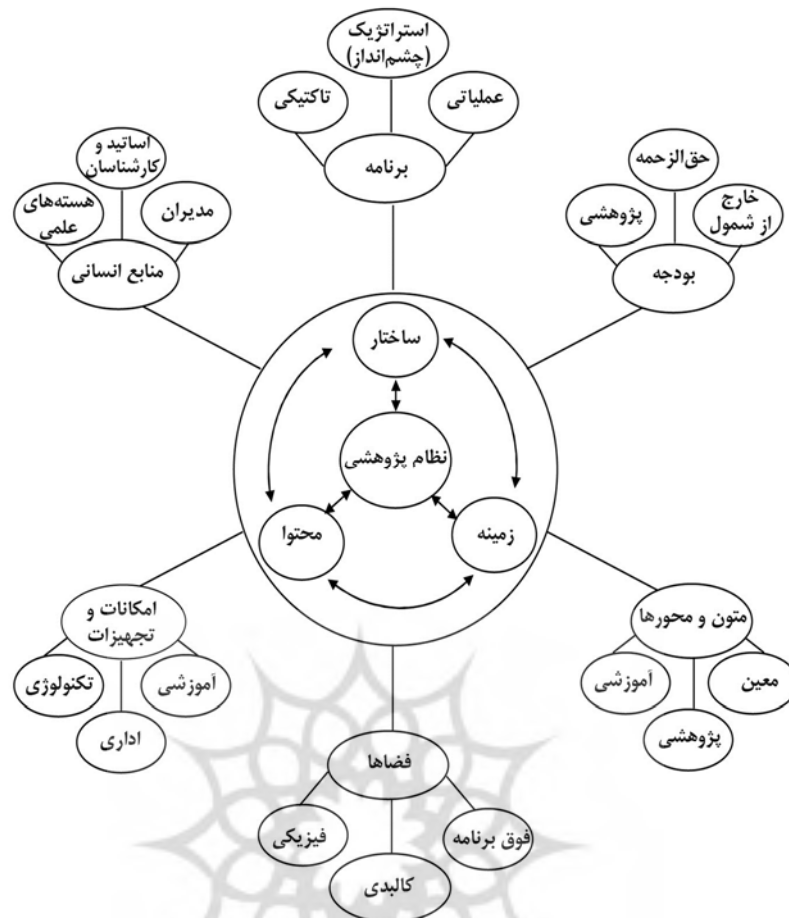 استراتژیک
(چشم‌انداز)
عملیاتی
تاکتیکی
برنامه
حق‌الزحمه
خارج
از شمول
پژوهشی
بودجه
اساتید و
کارشناسان
مدیران
هسته‌های
علمی
منابع انسانی
ساختار
نظام پژوهشی
زمینه
محتوا
متون و محورها
معین
آموزشی
پژوهشی
امکانات و
تجهیزات
آموزشی
تکنولوژی
اداری
فضاها
فوق برنامه
فیزیکی
کالبدی